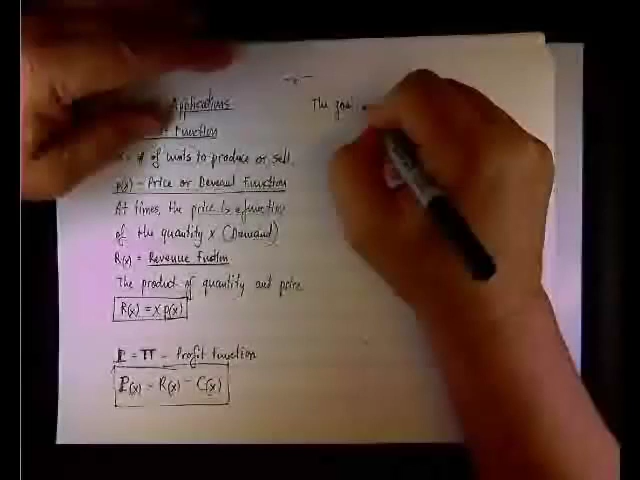 Applications
Function
# of units to produce or sell.
p(x) - Price or Demand Function
At times, the price is a function
of the quantity x (Demand)
R(x) = Revenue Function
The product of quantity and price
R(x) = x p(x)
P = π - Profit Function
P(x) = R(x) - C(x)
The goal